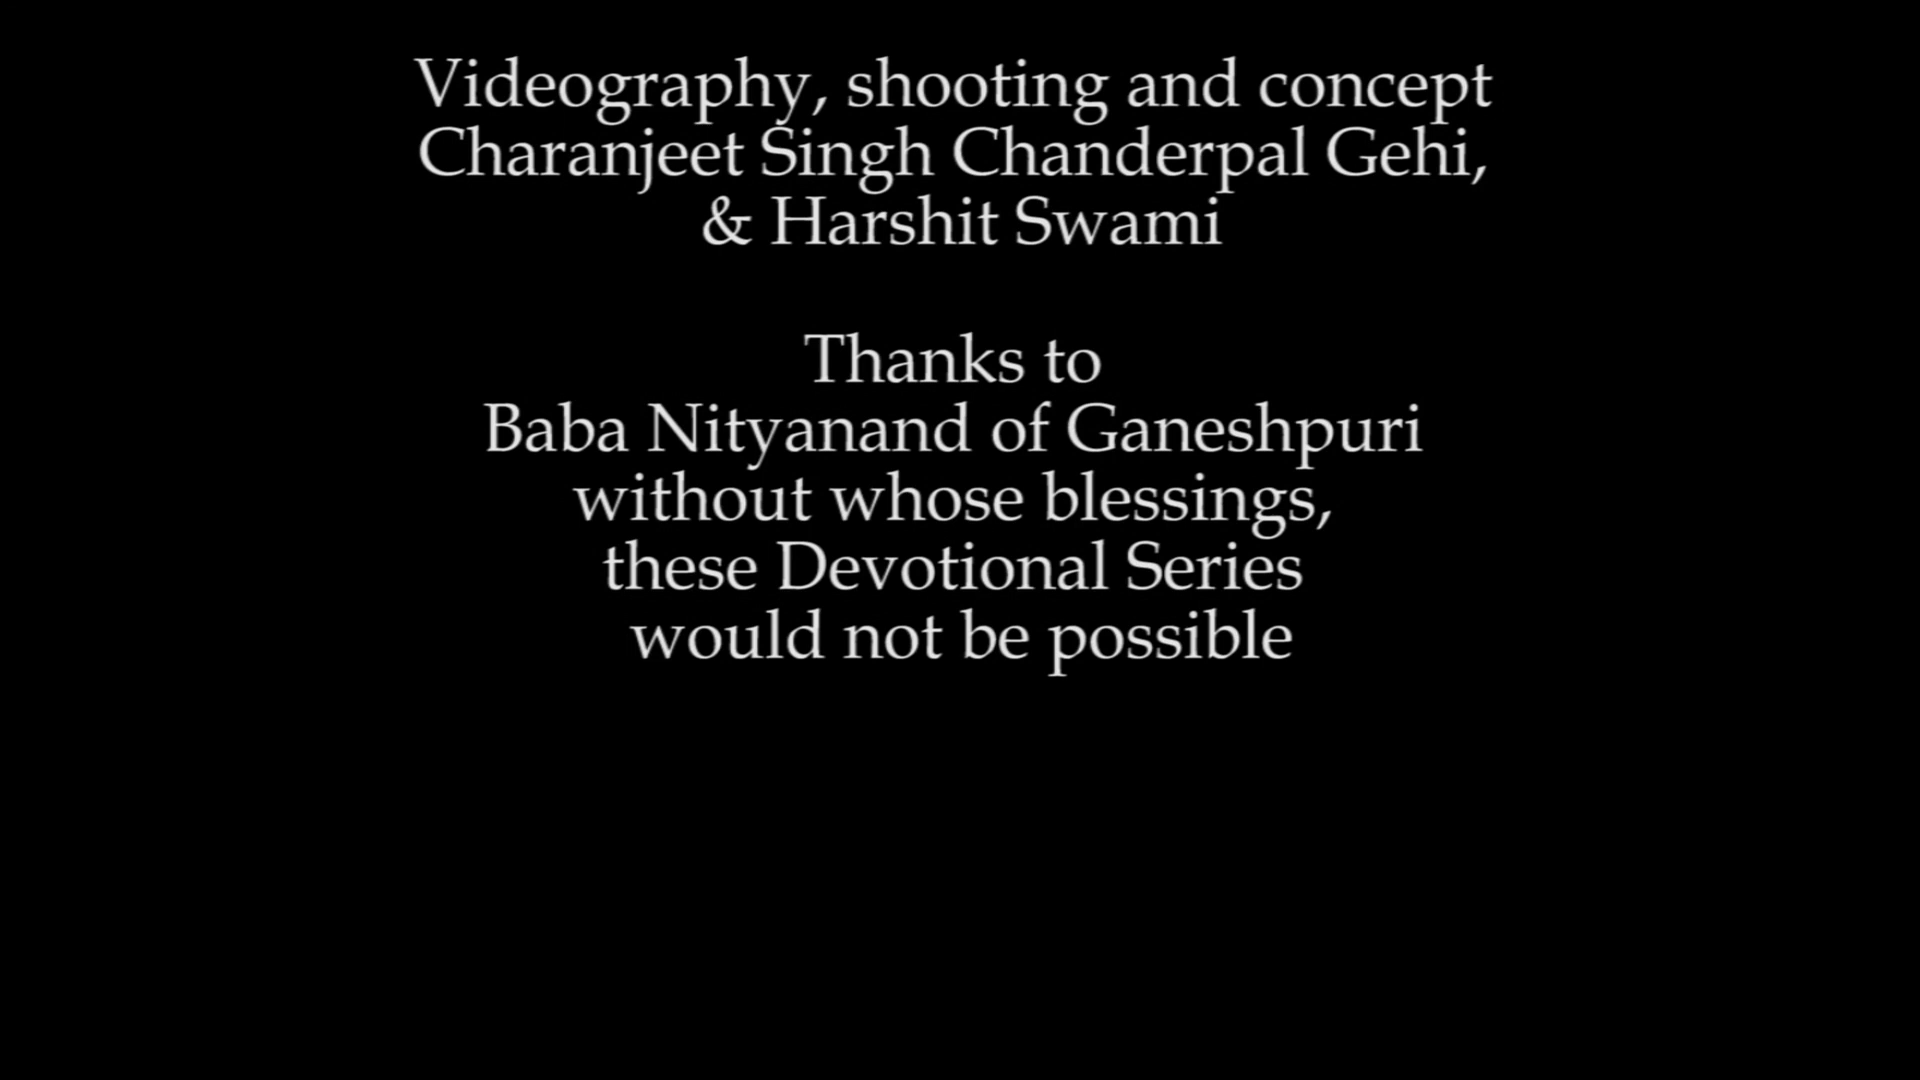 Videography, shooting and concept
Charanjeet Singh Chanderpal Gehi,
& Harshit Swami
Thanks to
Baba Nityanand of Ganeshpuri
without whose blessings,
these Devotional Series
would not be possible